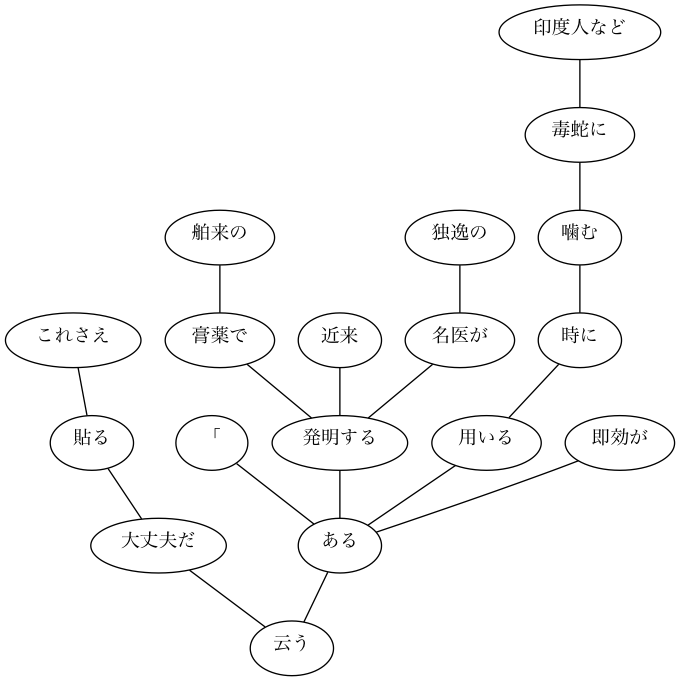 印度人など
毒蛇に
舶来の
独逸の
噛む
これさえ
膏薬で
近来
名医が
時に
貼る
「
発明する
用いる
即効が
大丈夫だ
ある
云う